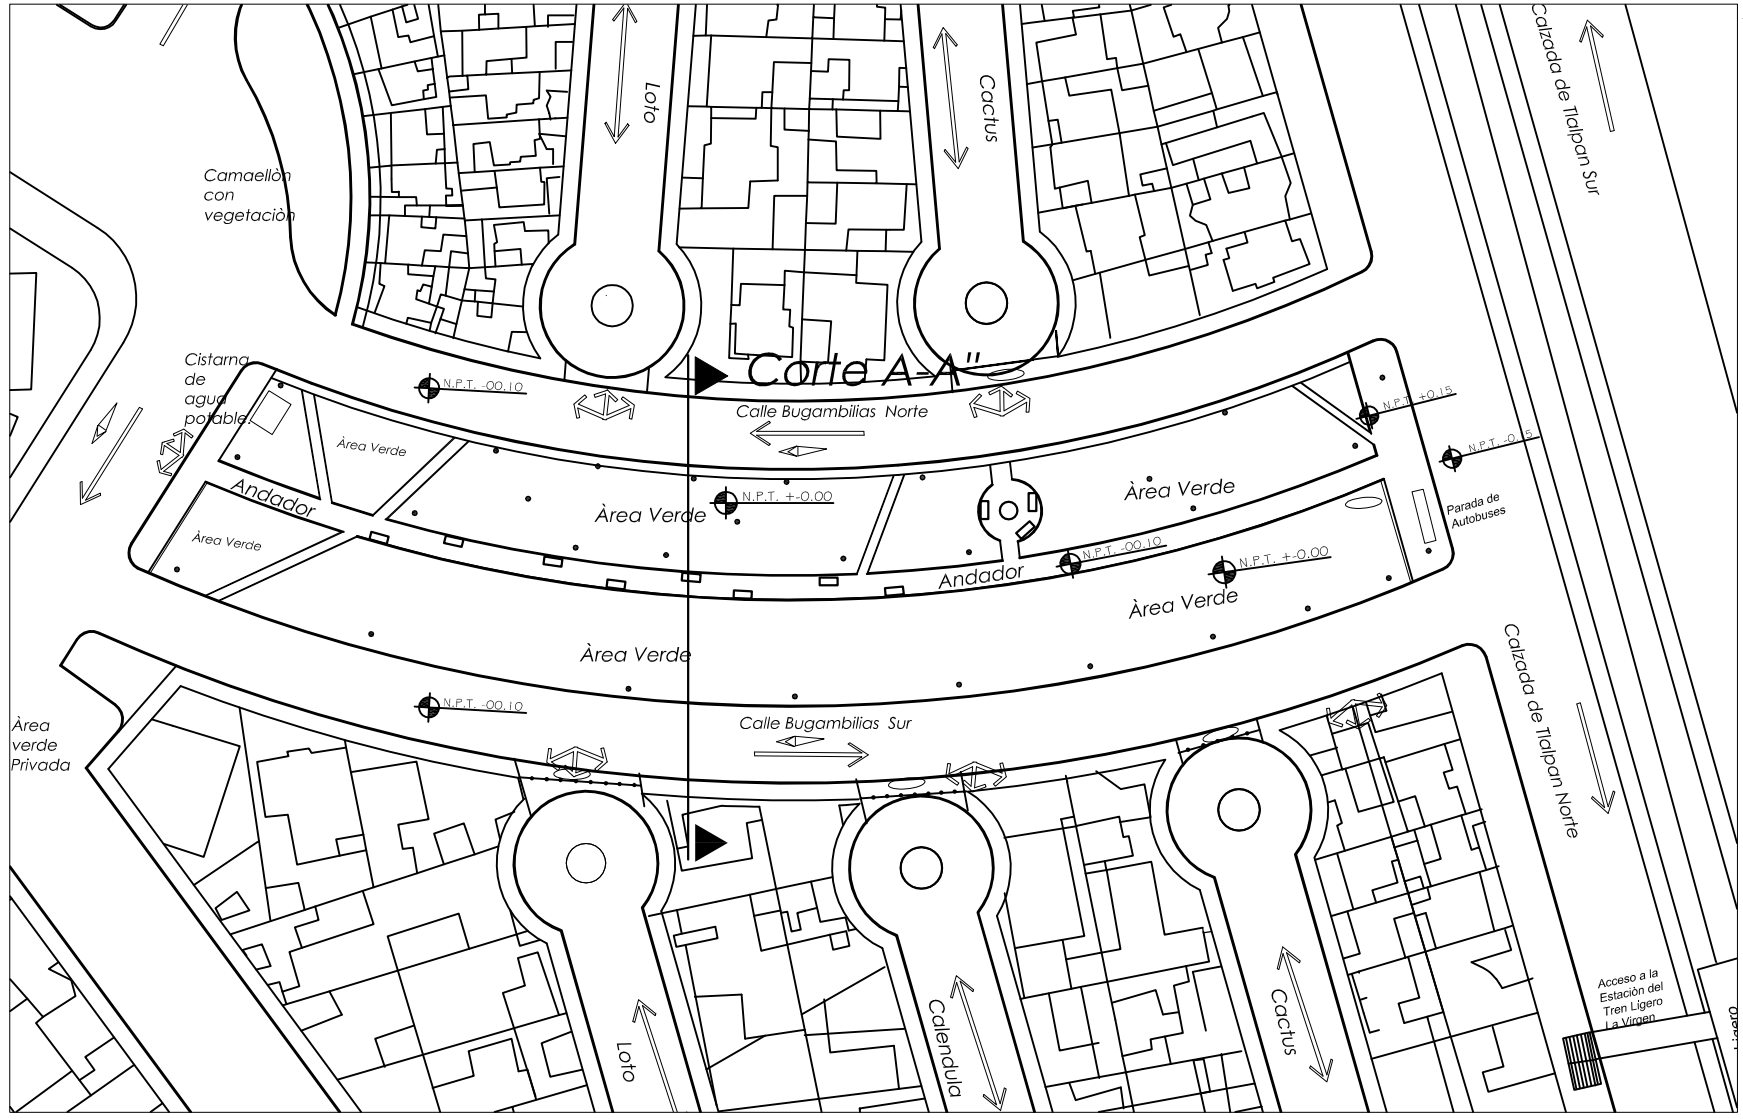 Calzada de Tlalpan Sur
Loto
Cactus
Camaellòn
con
vegetaciòn
Cistarna
de
agua
potable.
N.P.T. -00.10
Corte A-A"
Calle Bugambilias Norte
N.P.T. +0.15
N.P.T. -0.15
Àrea Verde
Andador
Àrea Verde
N.P.T. +-0.00
Àrea Verde
Àrea Verde
Parada de
Autobuses
N.P.T. -00.10
N.P.T. +-0.00
Andador
Àrea Verde
Àrea Verde
N.P.T. -00.10
Calle Bugambilias Sur
Àrea
verde
Privada
Calzada de Tlalpan Norte
Acceso a la
Estaciòn del
Tren Ligero
La Virgen
Loto
Calendula
Cactus